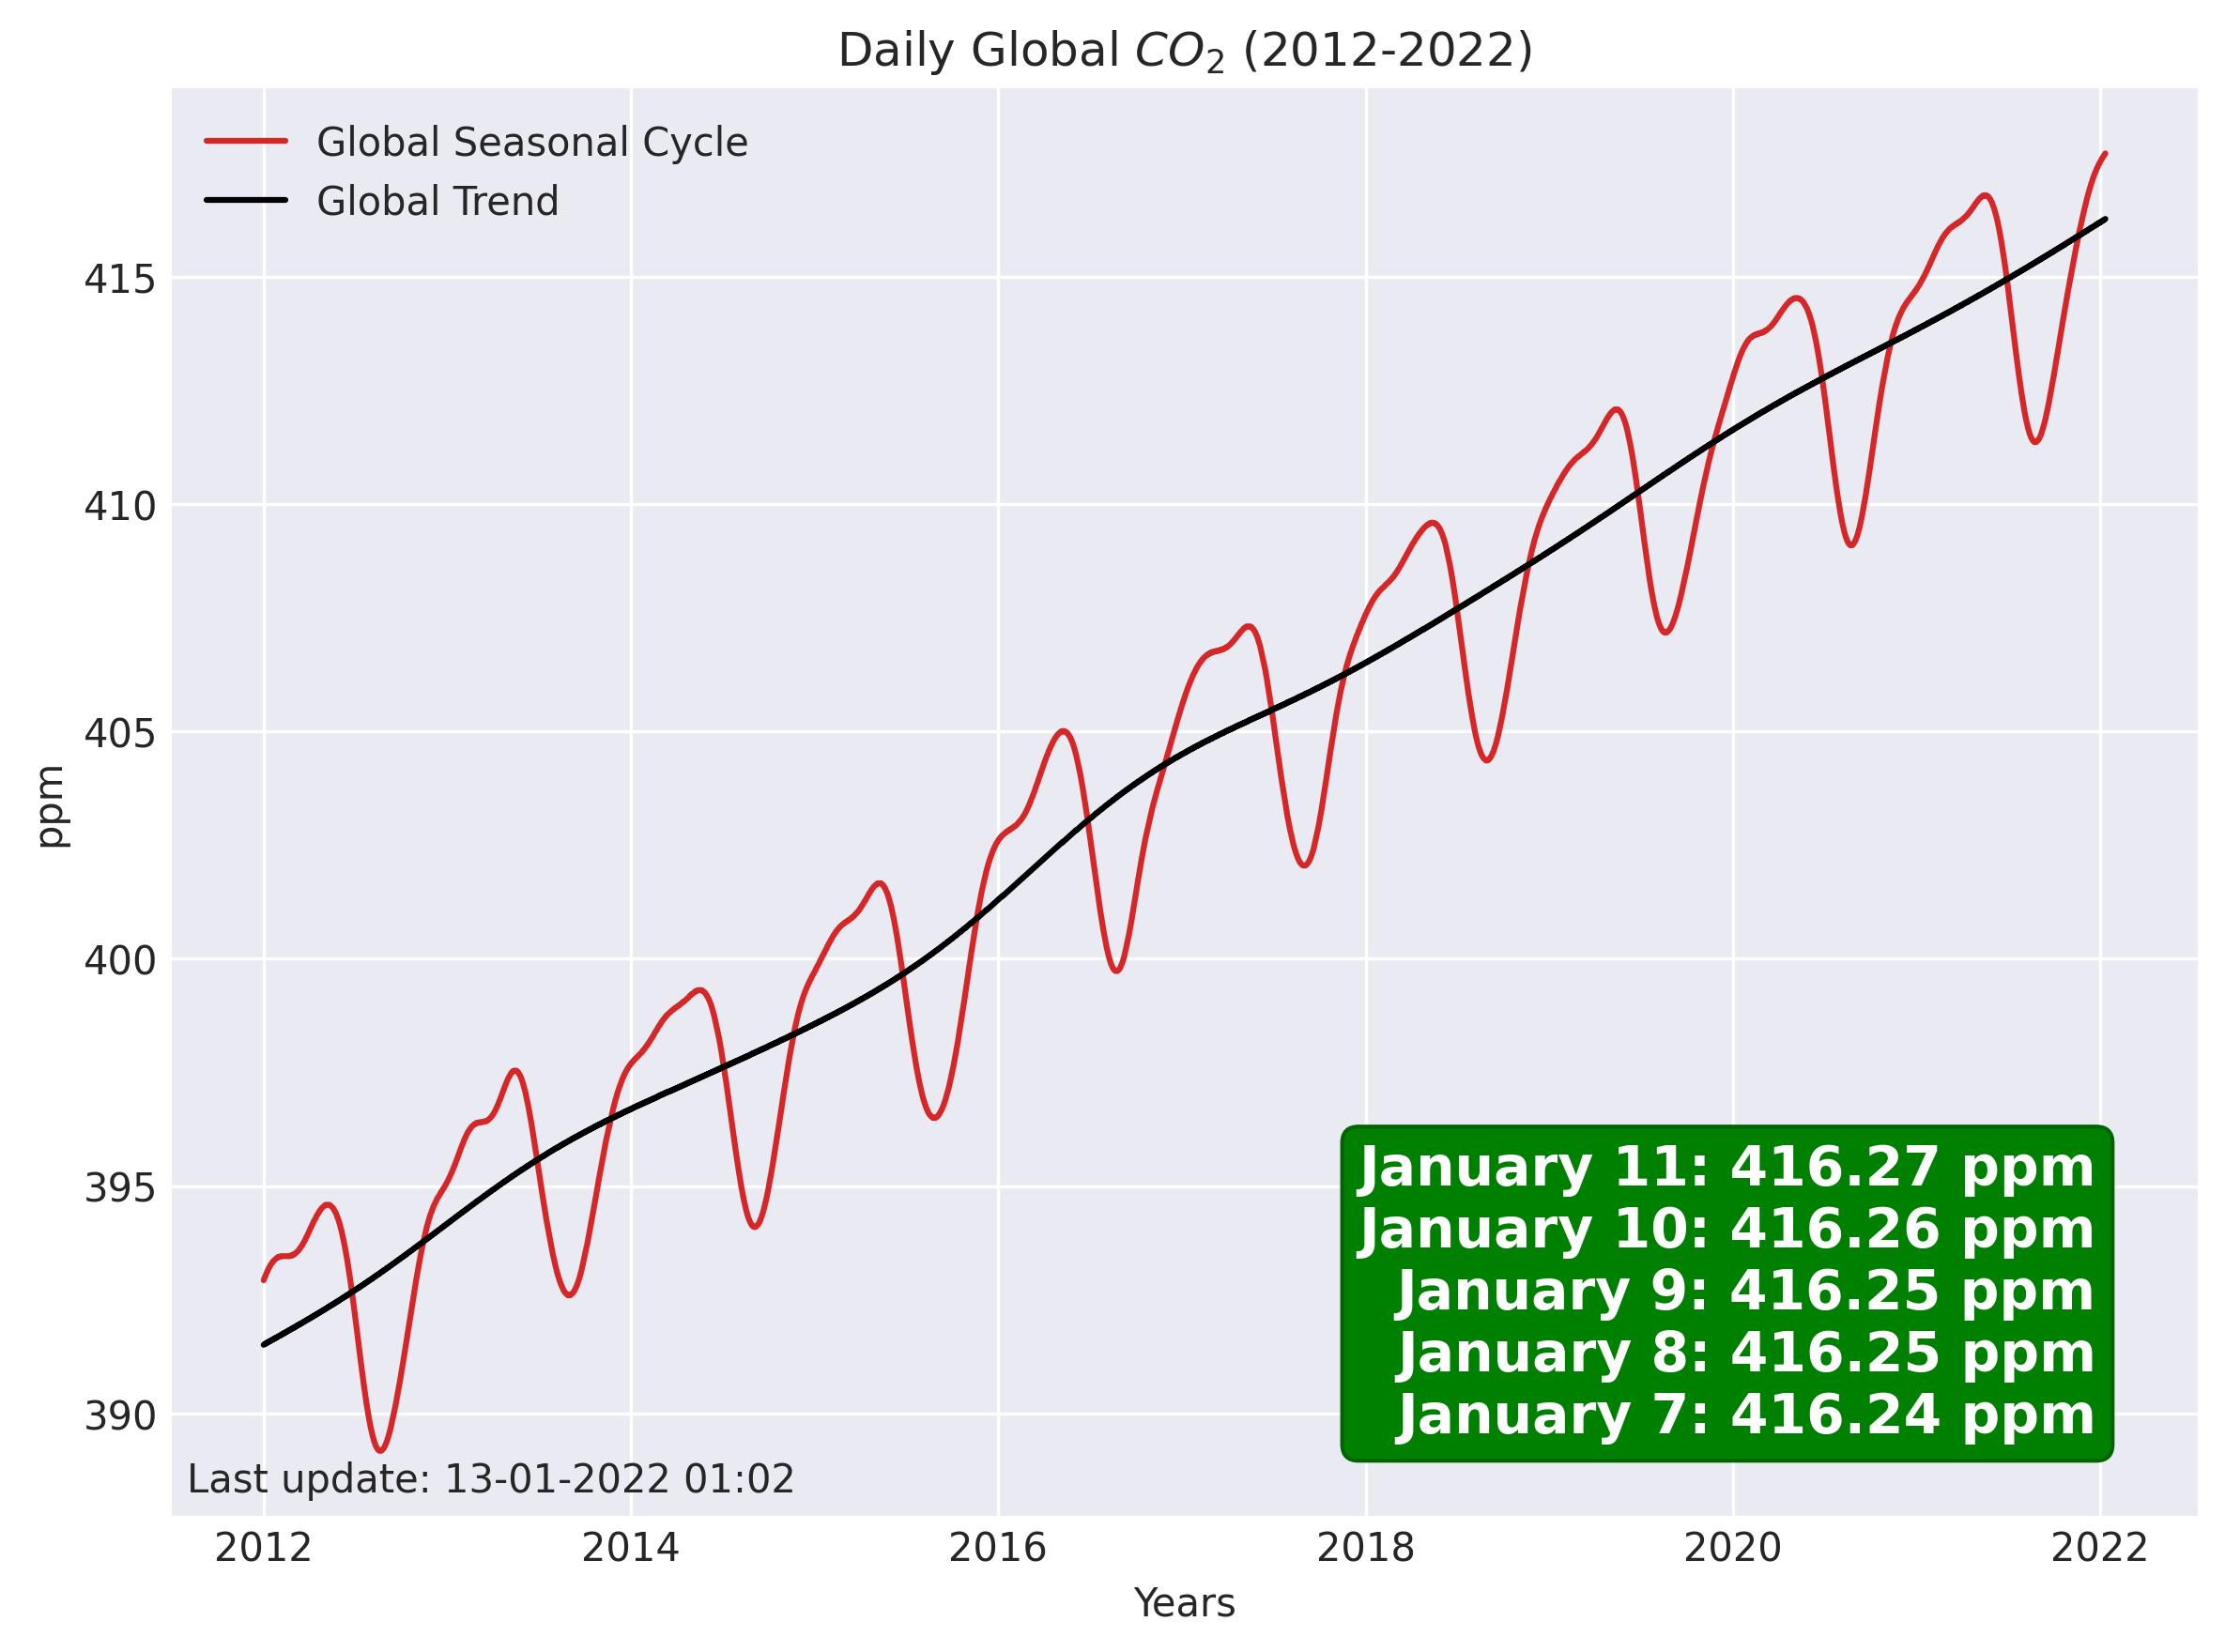 Daily Global CO₂ (2012-2022)
Global Seasonal Cycle
Global Trend
415
410
405
400
395
390
ppm
January 11: 416.27 ppm
January 10: 416.26 ppm
January 9: 416.25 ppm
January 8: 416.25 ppm
January 7: 416.24 ppm
Last update: 13-01-2022 01:02
2012 2014 2016 2018 2020 2022
Years